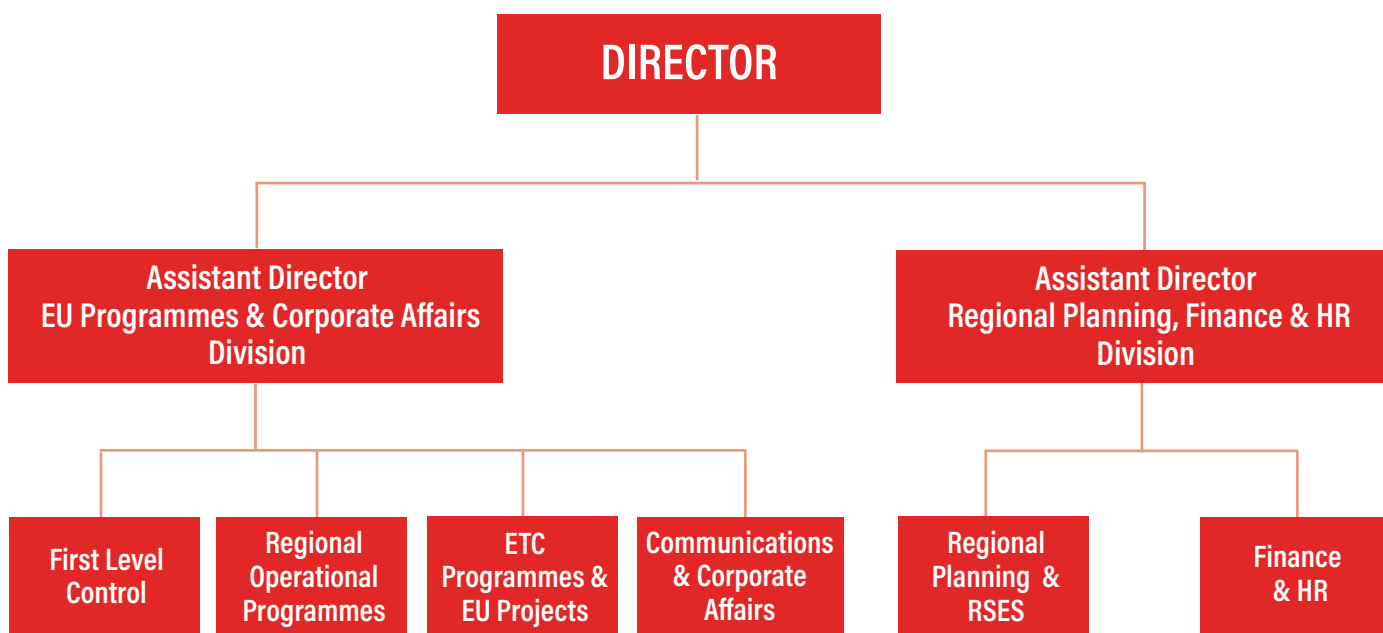 DIRECTOR
Assistant Director
EU Programmes & Corporate Affairs
Division
Assistant Director
Regional Planning, Finance & HR
Division
First Level
Control
Regional
Operational
Programmes
ETC
Programmes &
EU Projects
Communications
& Corporate
Affairs
Regional
Planning &
RSES
Finance
& HR